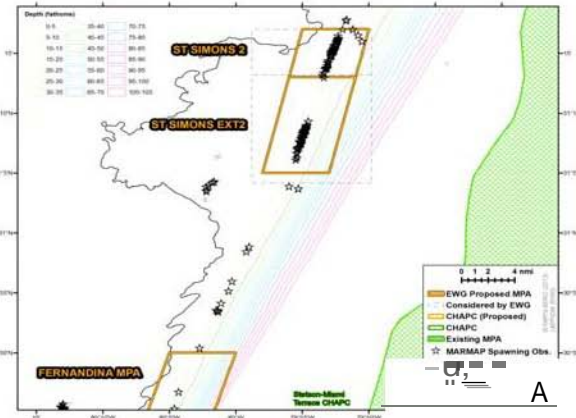 Depth (fathoms)
0-5 35-40 70-75
5-10 40-45 75-80
10-15 45-50 80-85
15-20 50-55 85-90
20-25 55-60 90-95
25-30 60-65 95-100
30-35 65-70 100-105
ST SIMONS 2
ST SIMONS EXT2
FERNANDINA MPA
Stetson-Miami
Terrace CHAPC
0 1 2 4 nmi
EWG Proposed MPA
Considered by EWG
CHAPC (Proposed)
CHAPC
Existing MPA
MARMAP Spawning Obs.
A